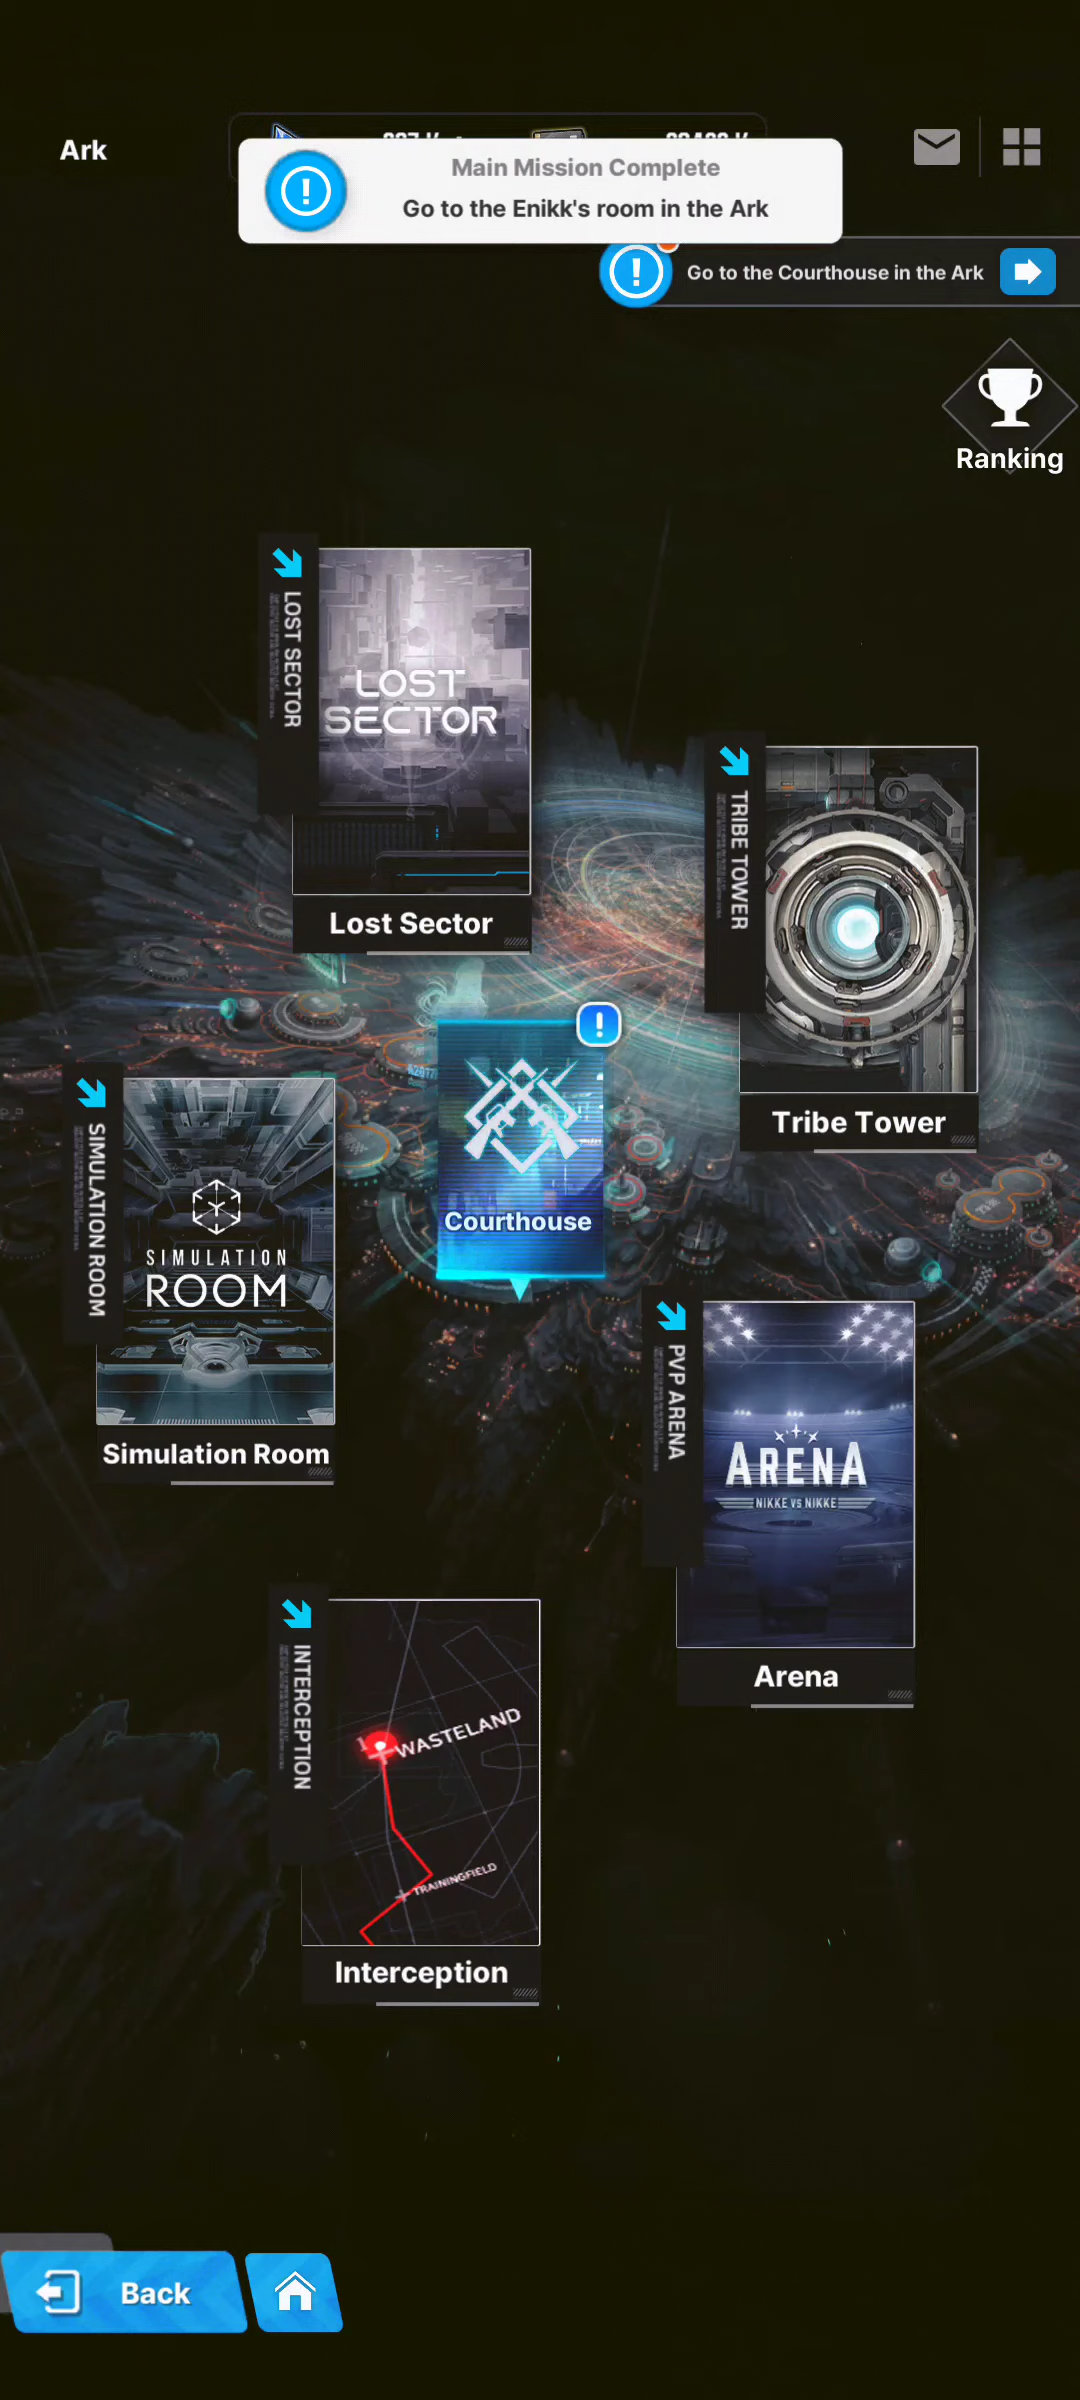 Ark
Main Mission Complete
Go to the Enikk's room in the Ark
Go to the Courthouse in the Ark
Ranking
LOST SECTOR
LOST
SECTOR
Lost Sector
TRIBE TOWER
Tribe Tower
Courthouse
SIMULATION ROOM
SIMULATION
ROOM
Simulation Room
PVP ARENA
ARENA
NIKKE VS NIKKE
Arena
INTERCEPTION
WASTELAND
TRAININGFIELD
Interception
Back